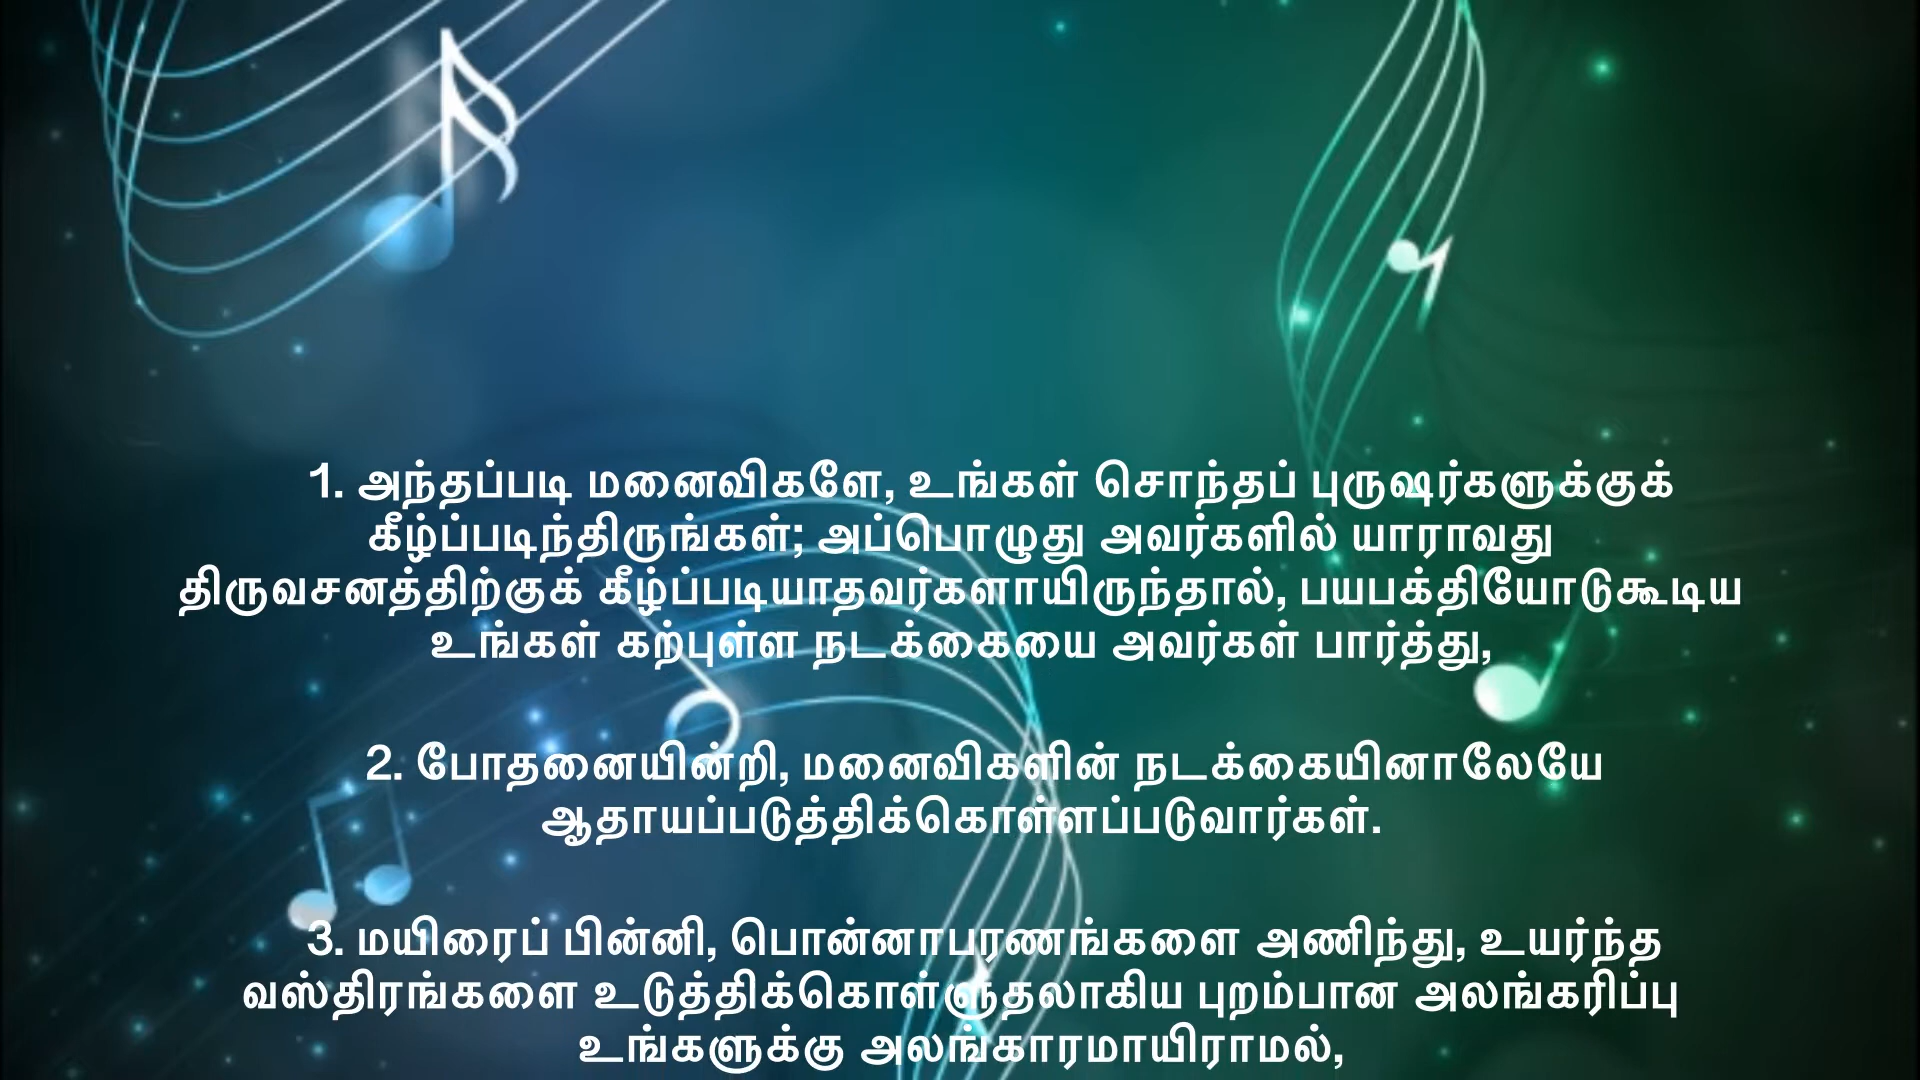 1. அந்தப்படி மனைவிகளே, உங்கள் சொந்தப் புருஷர்களுக்குக்
கீழ்ப்படிந்திருங்கள்; அப்பொழுது அவர்களில் யாராவது
திருவசனத்திற்குக் கீழ்ப்படியாதவர்களாயிருந்தால், பயபக்தியோடுகூடிய
உங்கள் கற்புள்ள நடக்கையை அவர்கள் பார்த்து,
2. போதனையின்றி, மனைவிகளின் நடக்கையினாலேயே
ஆதாயப்படுத்திக்கொள்ளப்படுவார்கள்.
3. மயிரைப் பின்னி, பொன்னாபரணங்களை அணிந்து, உயர்ந்த
வஸ்திரங்களை உடுத்திக்கொள்ளுதலாகிய புறம்பான அலங்கரிப்பு
உங்களுக்கு அலங்காரமாயிராமல்,